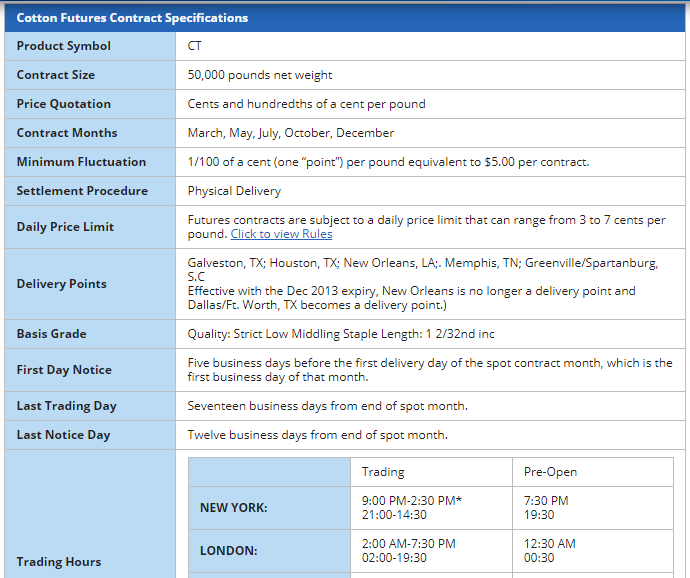 Cotton Futures Contract Specifications
Product Symbol
CT
Contract Size
50,000 pounds net weight
Price Quotation
Cents and hundredths of a cent per pound
Contract Months
March, May, July, October, December
Minimum Fluctuation
1/100 of a cent (one “point”) per pound equivalent to $5.00 per contract.
Settlement Procedure
Physical Delivery
Daily Price Limit
Futures contracts are subject to a daily price limit that can range from 3 to 7 cents per
pound. Click to view Rules
Delivery Points
Galveston, TX; Houston, TX; New Orleans, LA;. Memphis, TN; Greenville/Spartanburg,
S.C
Effective with the Dec 2013 expiry, New Orleans is no longer a delivery point and
Dallas/Ft. Worth, TX becomes a delivery point.)
Basis Grade
Quality: Strict Low Middling Staple Length: 1 2/32nd inc
First Day Notice
Five business days before the first delivery day of the spot contract month, which is the
first business day of that month.
Last Trading Day
Seventeen business days from end of spot month.
Last Notice Day
Twelve business days from end of spot month.
Trading Hours
Trading
Pre-Open
NEW YORK:
9:00 PM-2:30 PM*
21:00-14:30
7:30 PM
19:30
LONDON:
2:00 AM-7:30 PM
02:00-19:30
12:30 AM
00:30